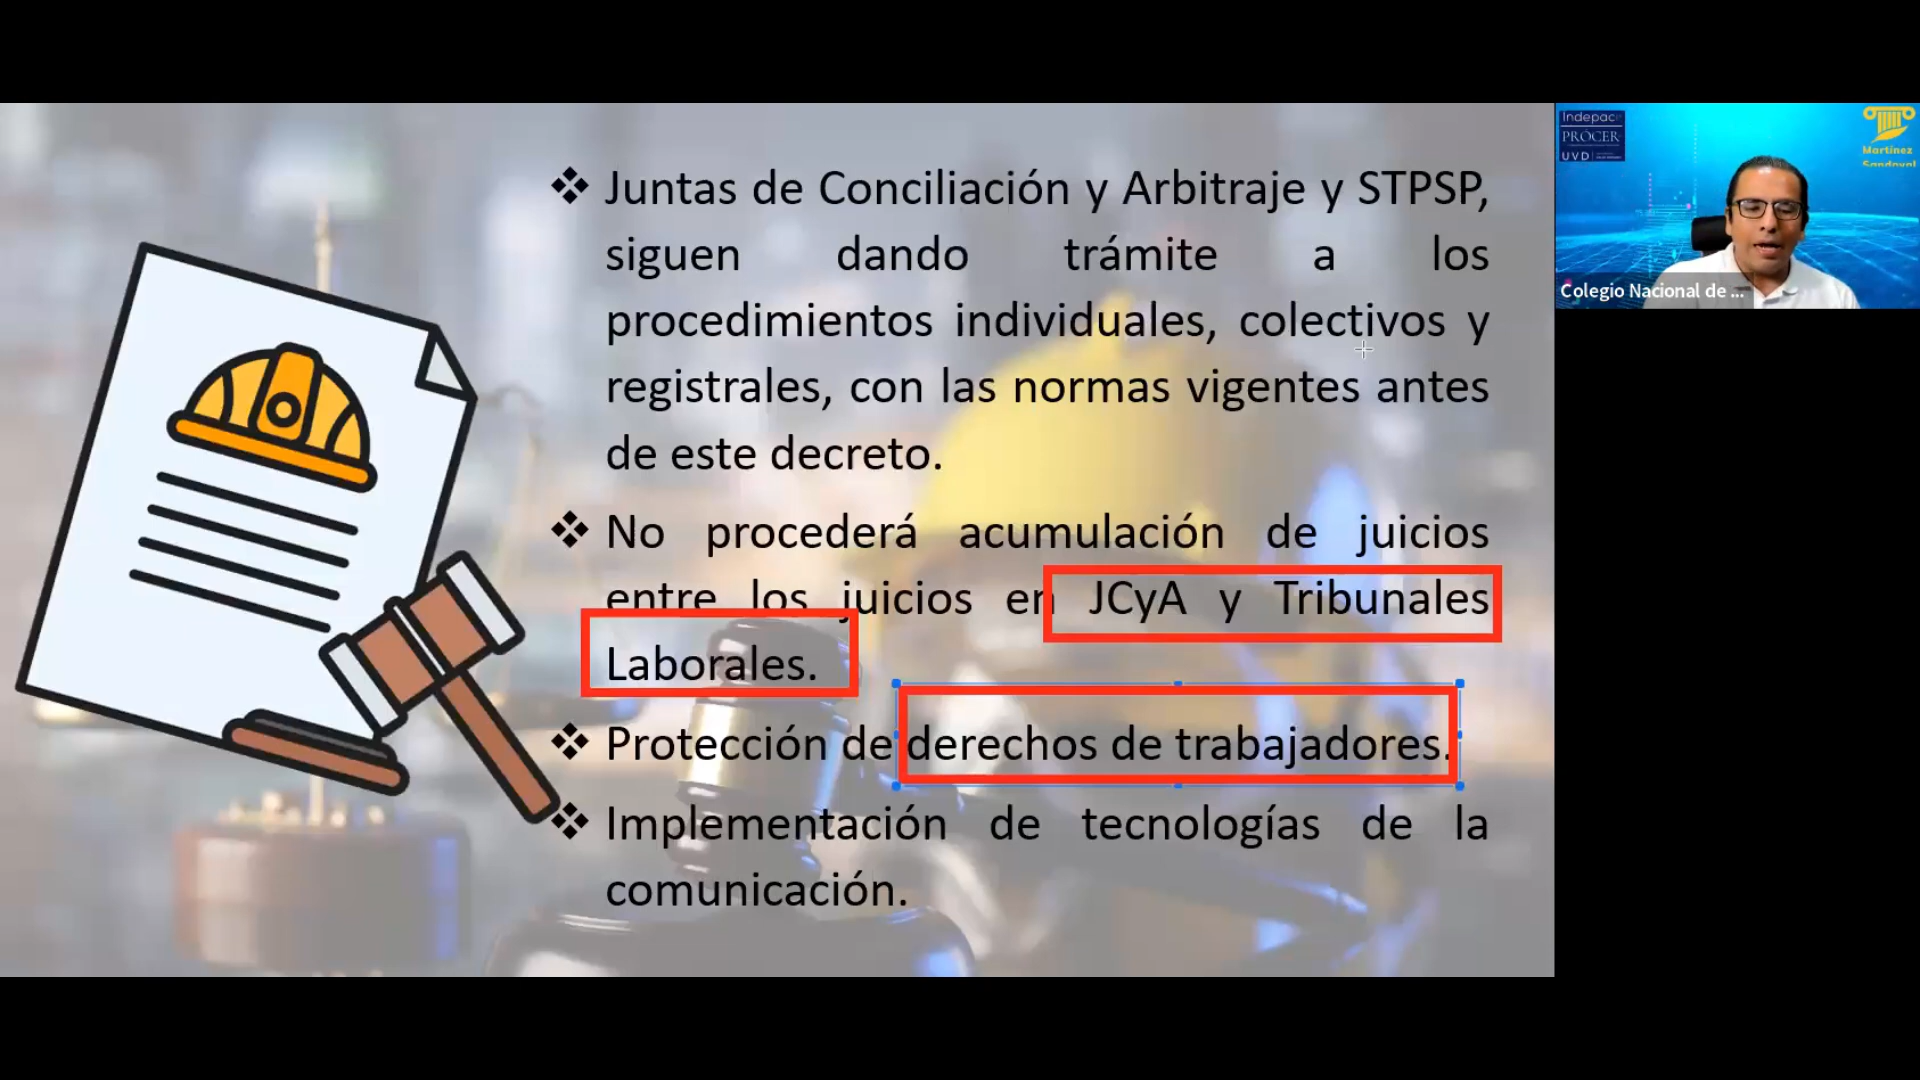 Juntas de Conciliación y Arbitraje y STPSP,
siguen dando trámite a los
procedimientos individuales, colectivos y
registrales, con las normas vigentes antes
de este decreto.
No procederá acumulación de juicios
entre los juicios en JCyA y Tribunales
Laborales.
Protección de derechos de trabajadores.
Implementación de tecnologías de la
comunicación.
Indepac
PRÓCER
UVD
Martínez
Sandoval
Colegio Nacional de ...